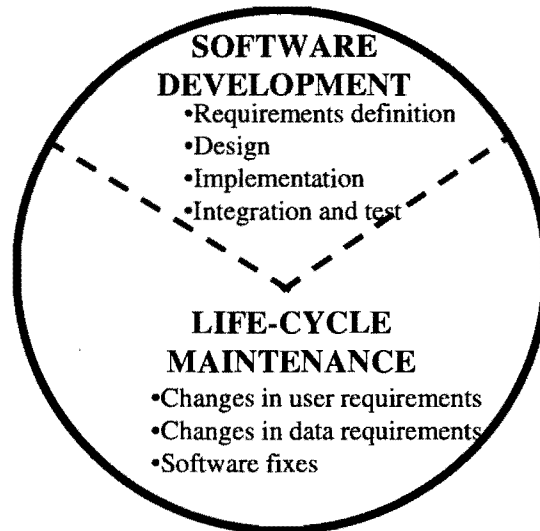 SOFTWARE
DEVELOPMENT
•Requirements definition
•Design
•Implementation
•Integration and test
LIFE-CYCLE
MAINTENANCE
•Changes in user requirements
•Changes in data requirements
•Software fixes